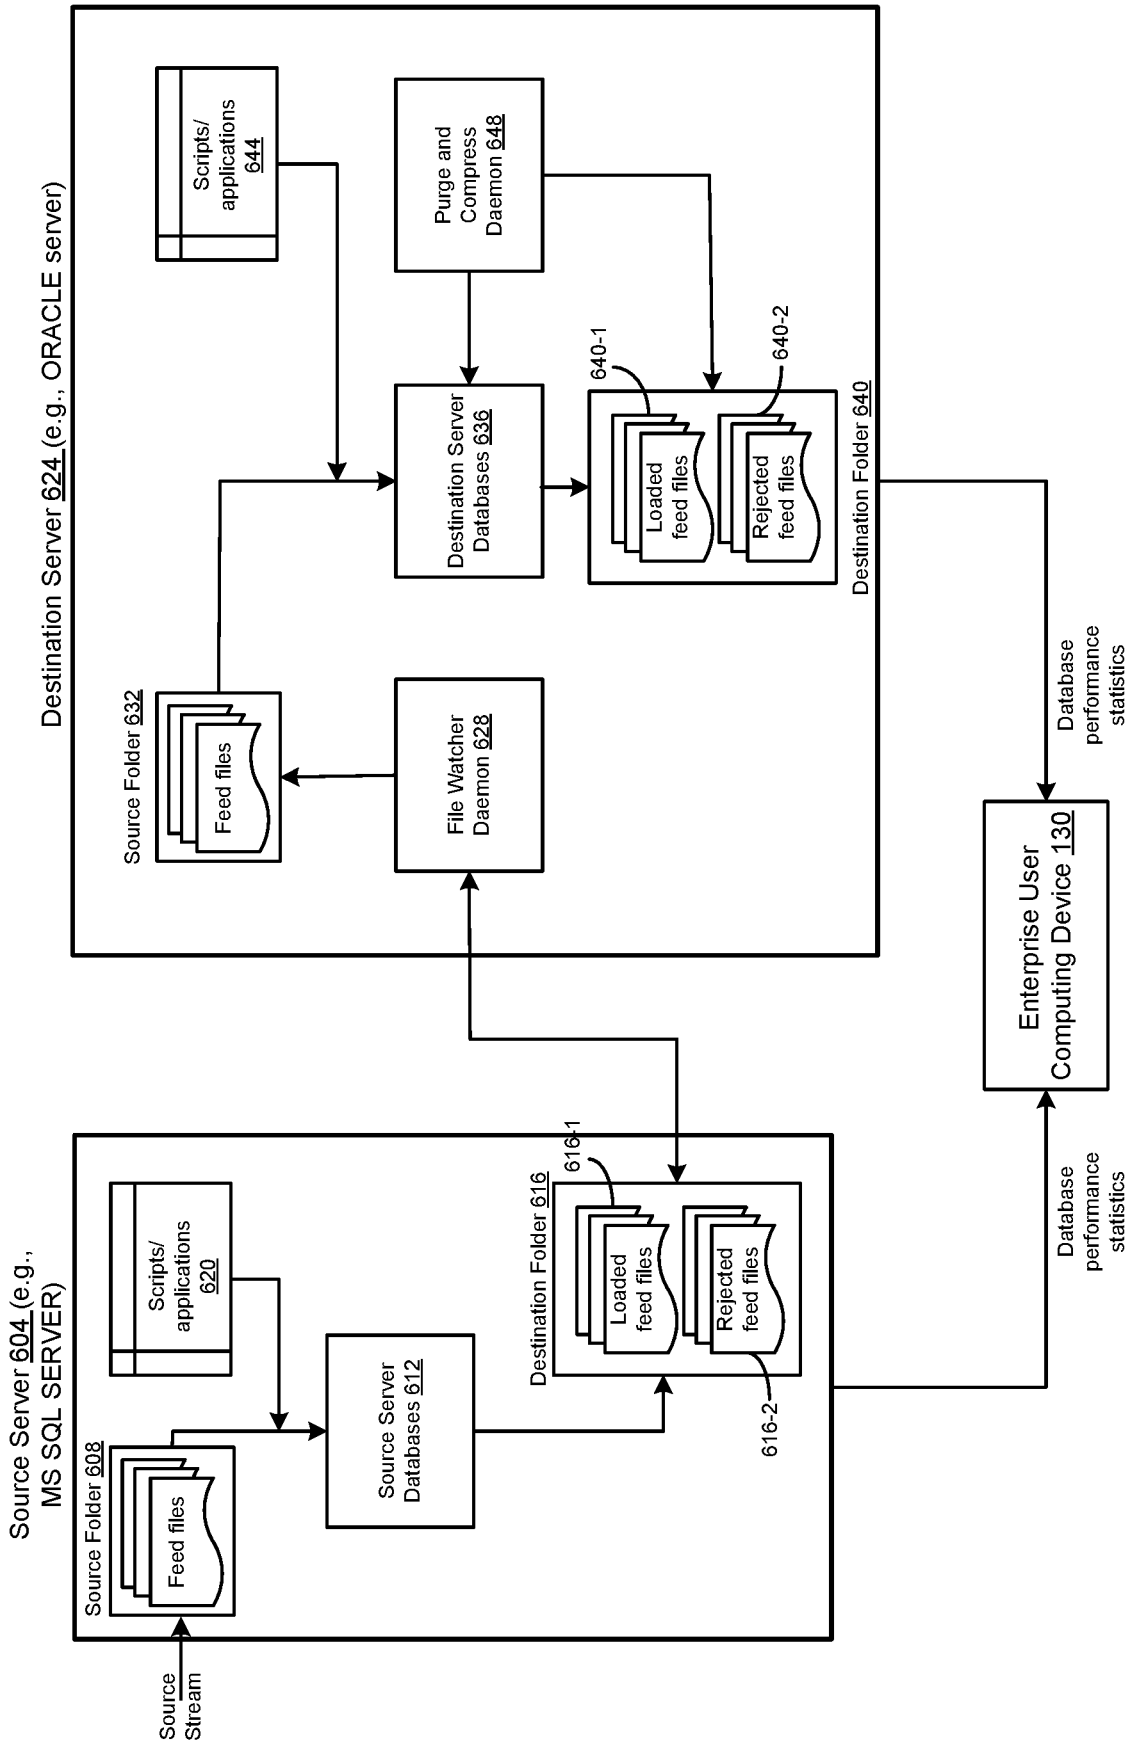 Source Server 604 (e.g.,
MS SQL SERVER)
Source
Stream
Source Folder 608
Feed files
Scripts/
applications
620
Source Server
Databases 612
Destination Folder 616
616-1
Loaded
feed files
Rejected
feed files
616-2
Database
performance
statistics
Destination Server 624 (e.g., ORACLE server)
Source Folder 632
Feed files
File Watcher
Daemon 628
Scripts/
applications
644
Destination Server
Databases 636
Purge and
Compress
Daemon 648
640-1
Loaded
feed files
640-2
Rejected
feed files
Destination Folder 640
Database
performance
statistics
Enterprise User
Computing Device 130